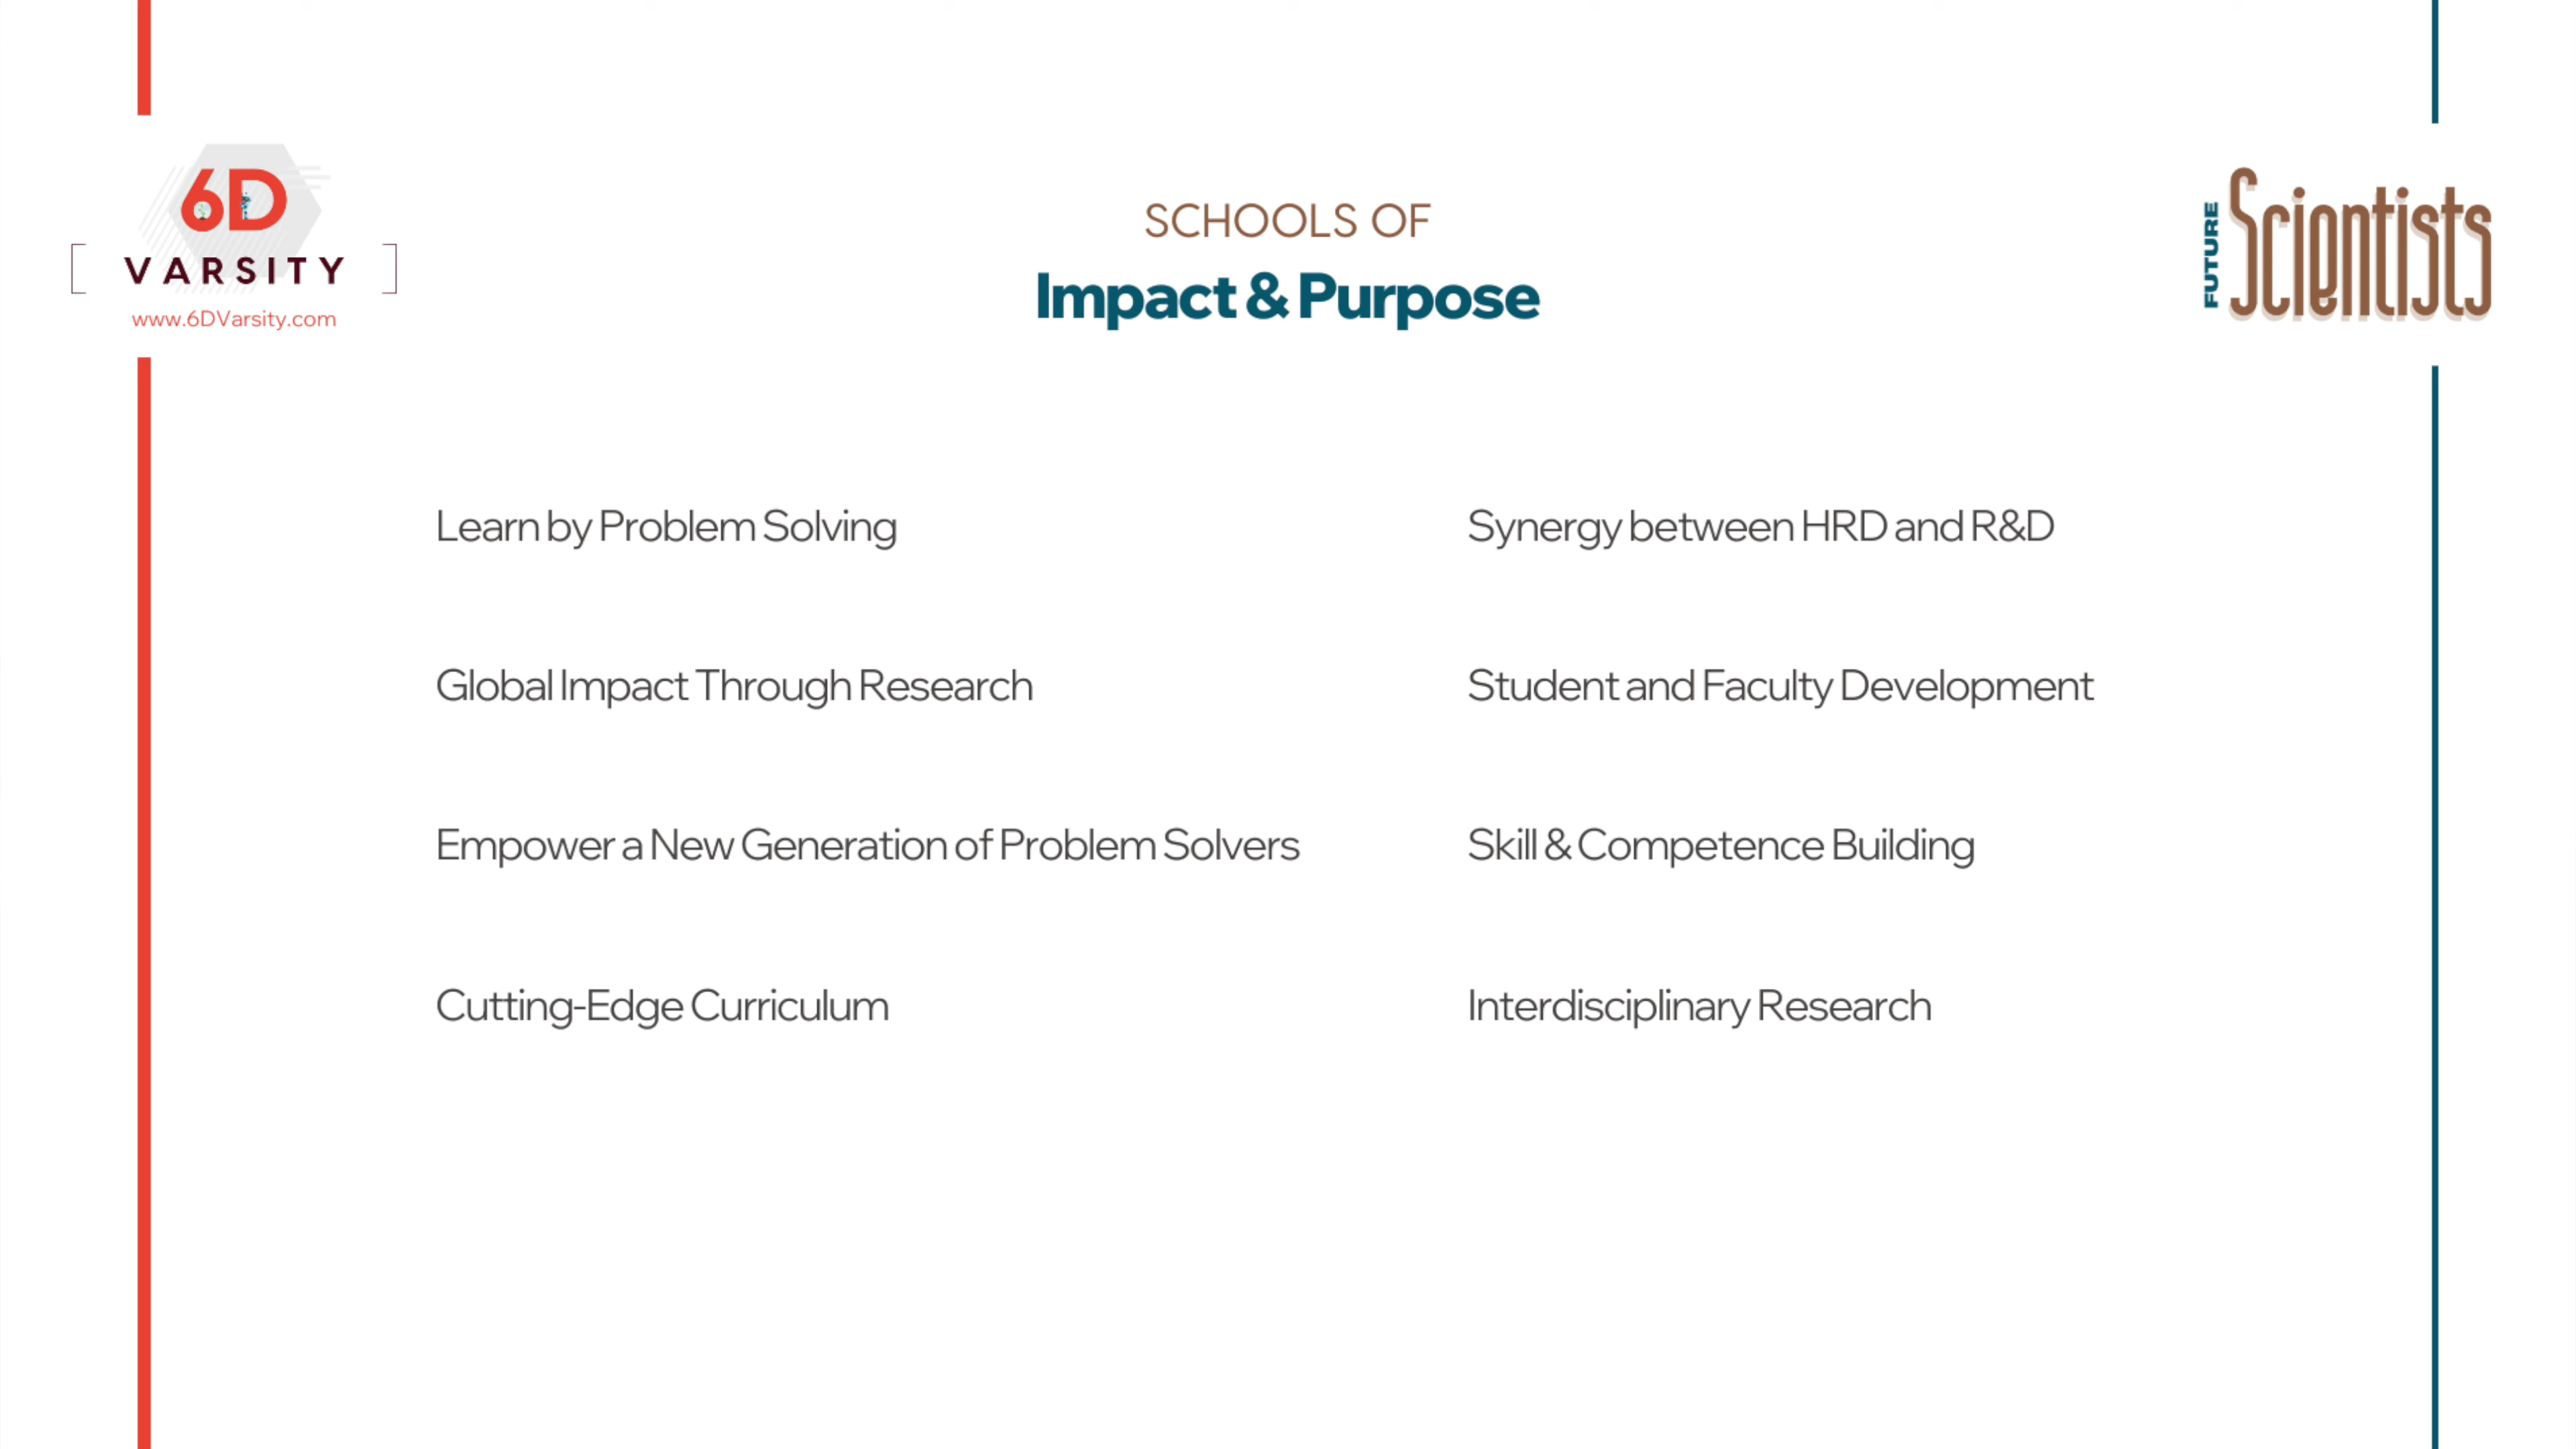 6D
VARSITY
www.6DVarsity.com
SCHOOLS OF
Impact & Purpose
FUTURE
Scientists
Learn by Problem Solving
Global Impact Through Research
Empower a New Generation of Problem Solvers
Cutting-Edge Curriculum
Synergy between HRD and R&D
Student and Faculty Development
Skill & Competence Building
Interdisciplinary Research